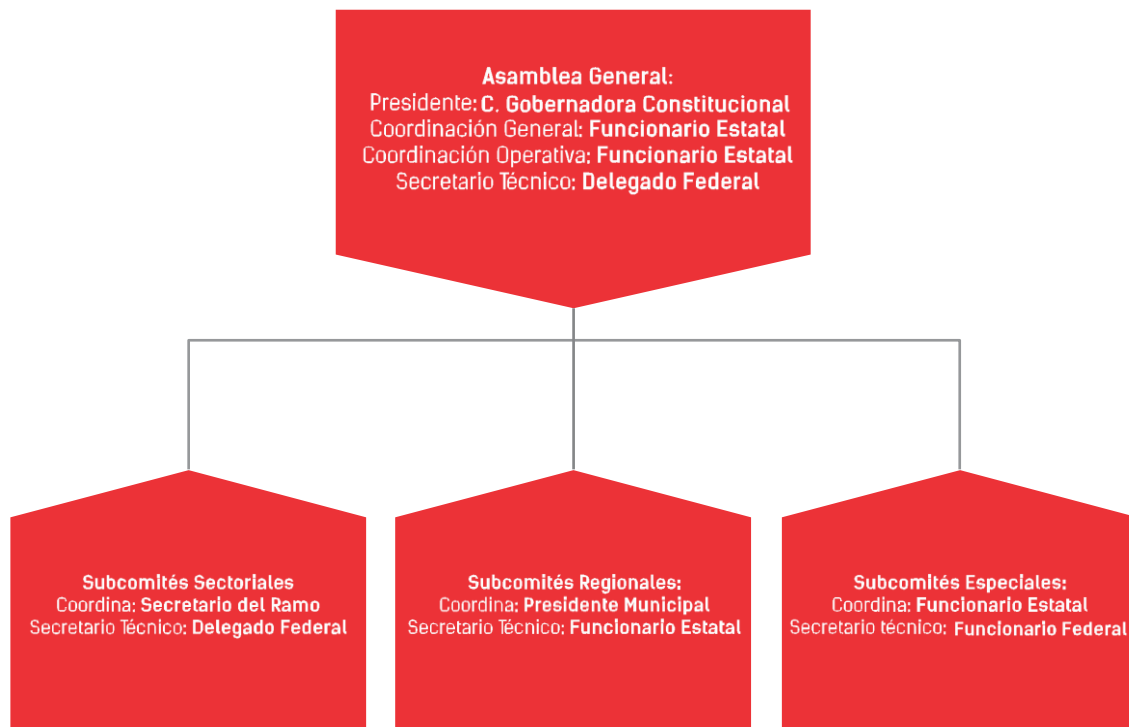 Asamblea General:
Presidente: C. Gobernadora Constitucional
Coordinación General: Funcionario Estatal
Coordinación Operativa: Funcionario Estatal
Secretario Técnico: Delegado Federal
Subcomités Sectoriales
Coordina: Secretario del Ramo
Secretario Técnico: Delegado Federal
Subcomités Regionales:
Coordina: Presidente Municipal
Secretario Técnico: Funcionario Estatal
Subcomités Especiales:
Coordina: Funcionario Estatal
Secretario técnico: Funcionario Federal